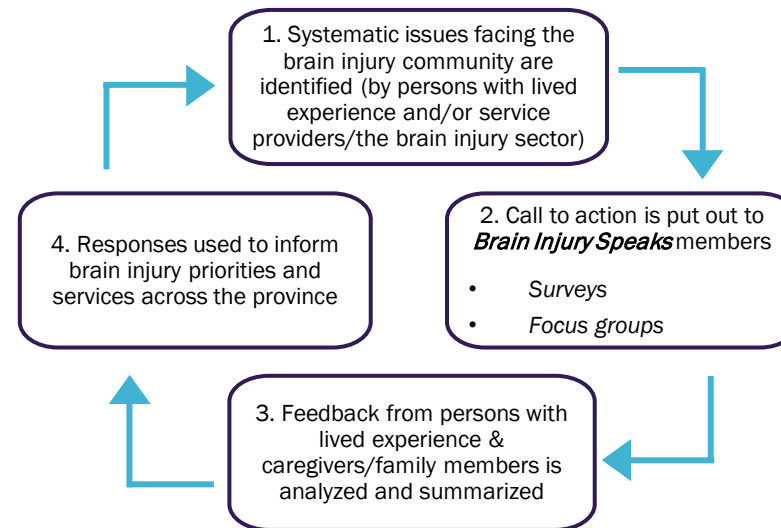 1. Systematic issues facing the
brain injury community are
identified (by persons with lived
experience and/or service
providers/the brain injury sector)
2. Call to action is put out to
Brain Injury Speaks members
• Surveys
• Focus groups
3. Feedback from persons with
lived experience &
caregivers/family members is
analyzed and summarized
4. Responses used to inform
brain injury priorities and
services across the province